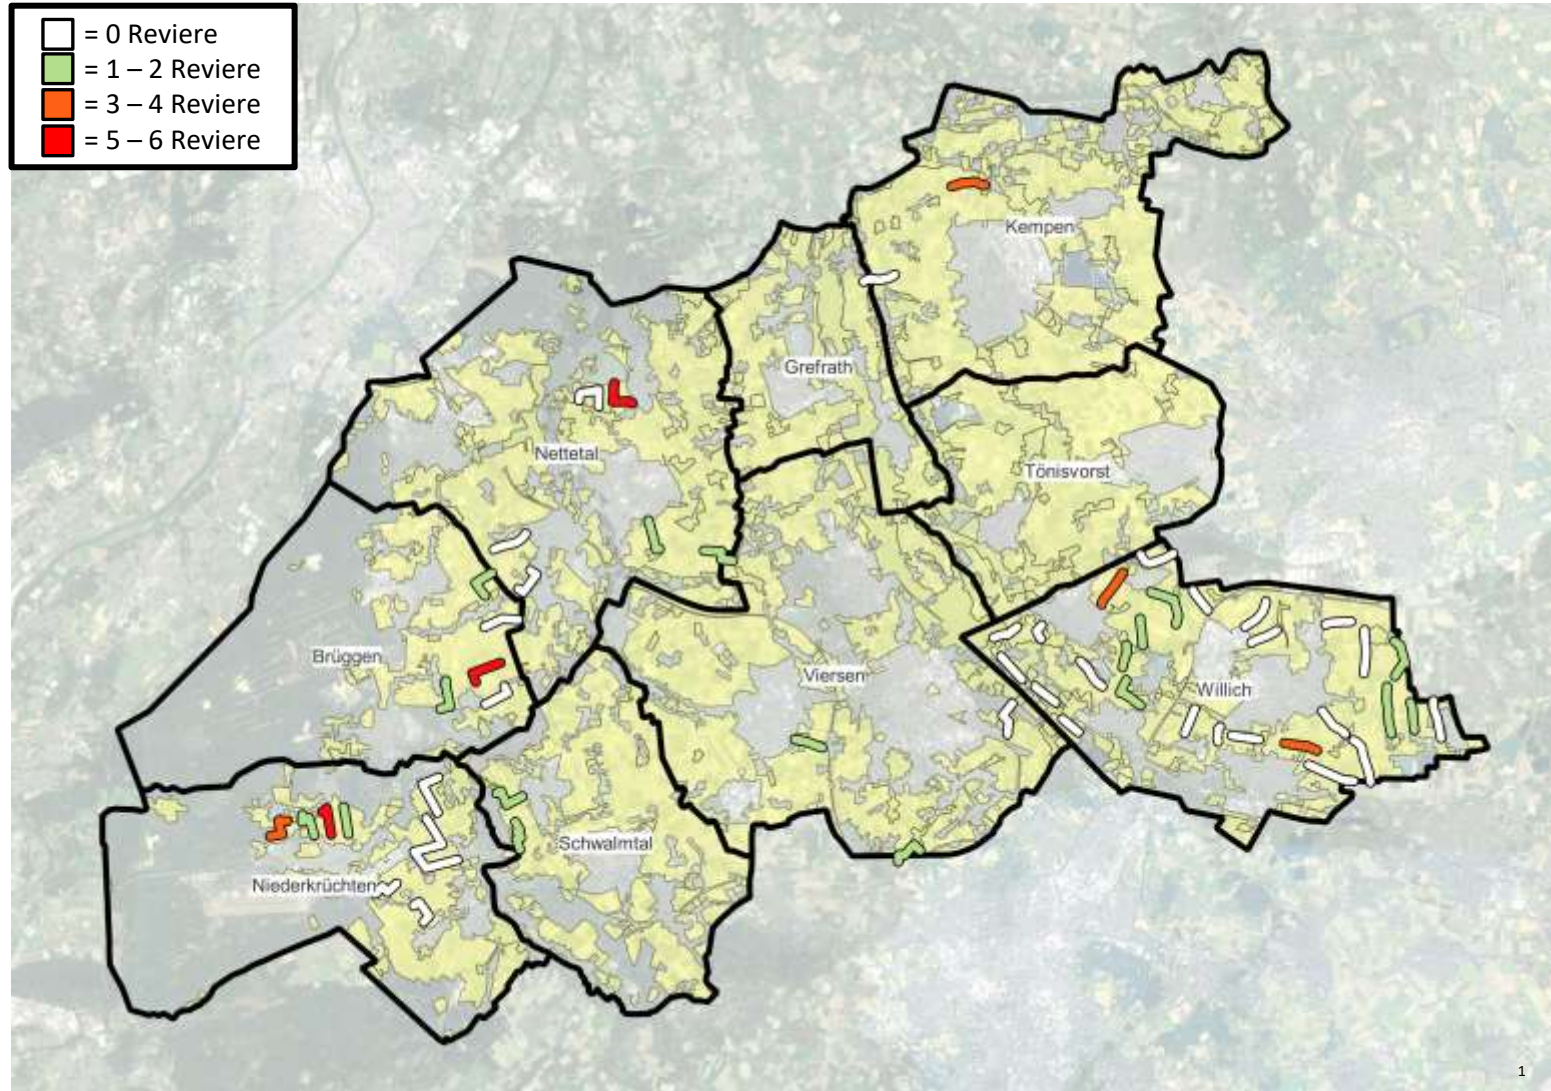 = 0 Reviere
= 1 – 2 Reviere
= 3 – 4 Reviere
= 5 – 6 Reviere
Kempen
Grefrath
Nettetal
Tönisvorst
Brüggen
Viersen
Willich
Schwalmtal
Niederkrüchten
1